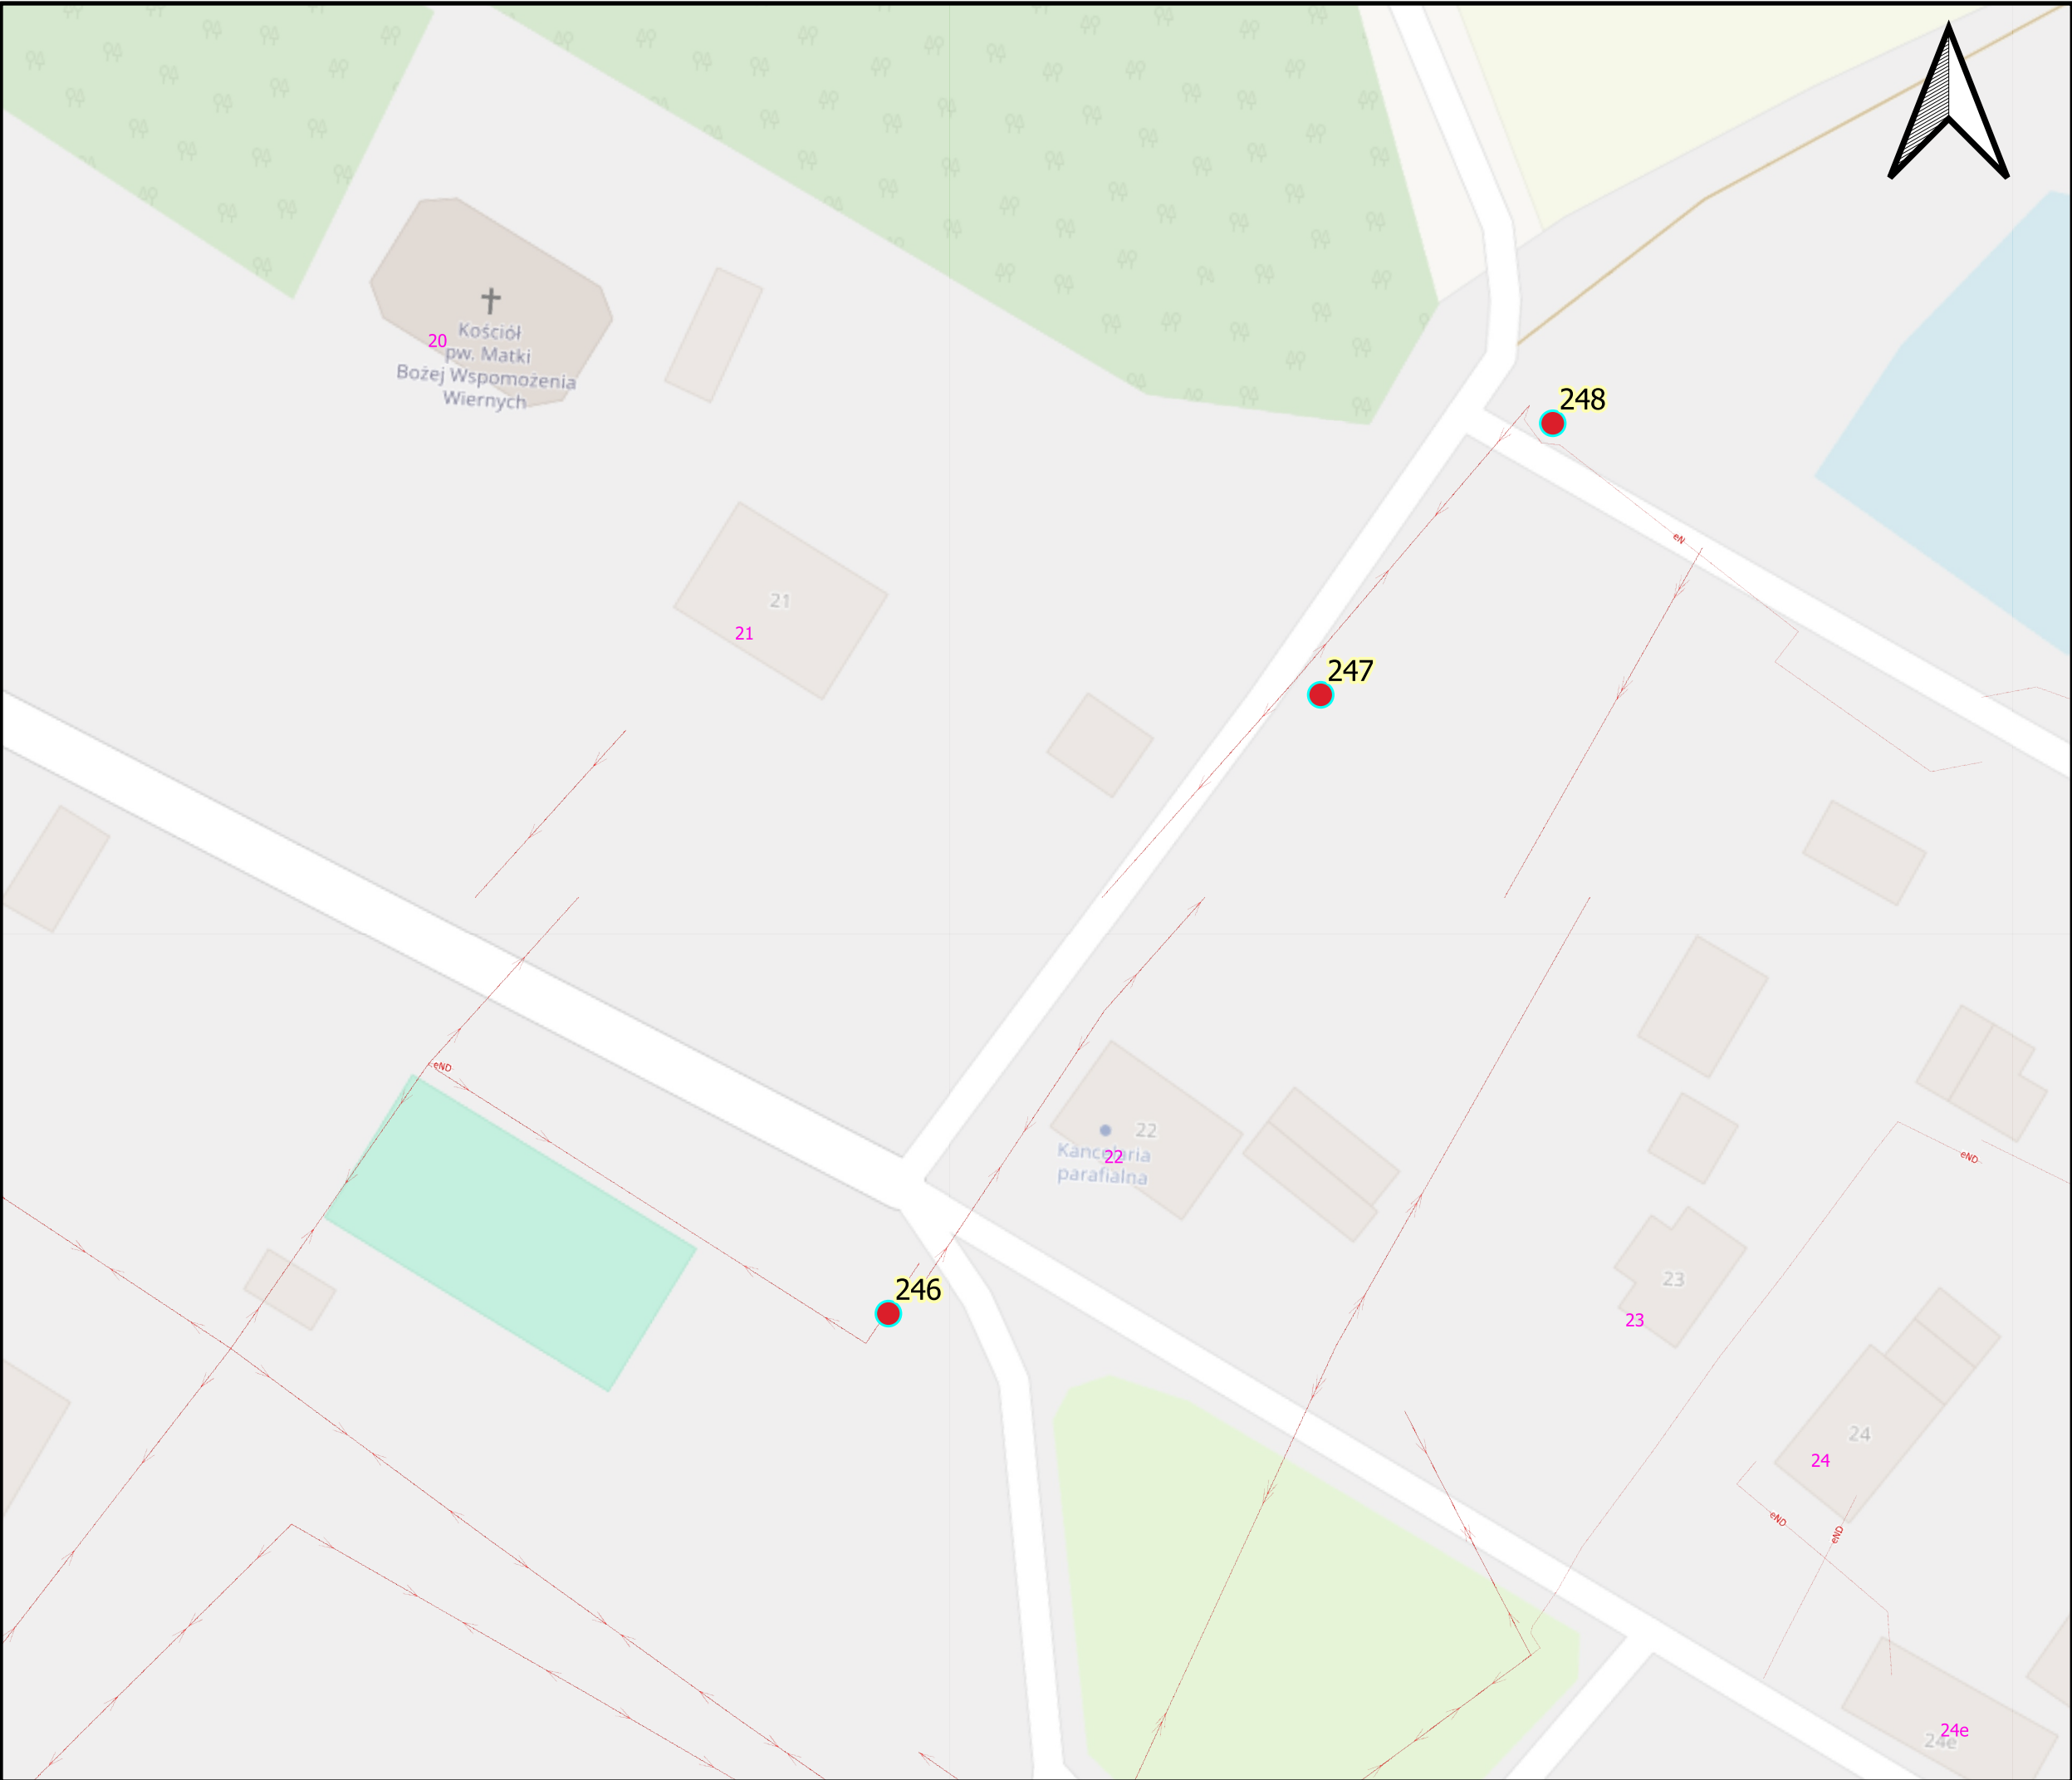 Kościół
pw. Matki
Bożej Wspomożenia
Wiernych
20
248
eN
21
21
247
eND
22
Kancelaria
parafialna
22
eND
246
23
23
24
24
eND
eND
24e
24e